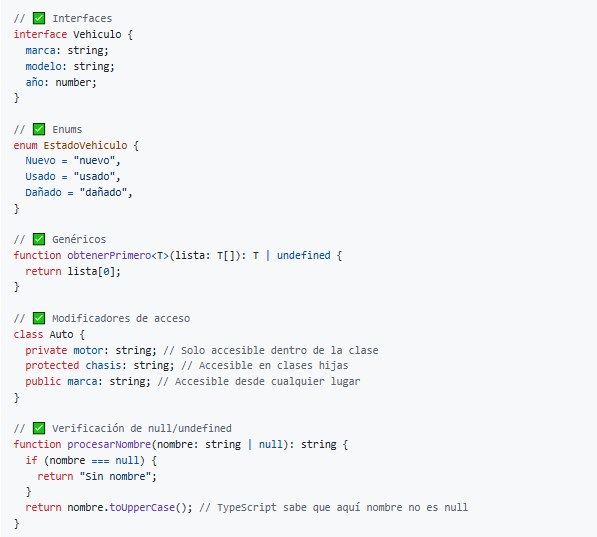 // ✅ Interfaces
interface Vehiculo {
  marca: string;
  modelo: string;
  año: number;
}

// ✅ Enums
enum EstadoVehiculo {
  Nuevo = "nuevo",
  Usado = "usado",
  Dañado = "dañado",
}

// ✅ Genéricos
function obtenerPrimero<T>(lista: T[]): T | undefined {
  return lista[0];
}

// ✅ Modificadores de acceso
class Auto {
  private motor: string; // Solo accesible dentro de la clase
  protected chasis: string; // Accesible en clases hijas
  public marca: string; // Accesible desde cualquier lugar
}

// ✅ Verificación de null/undefined
function procesarNombre(nombre: string | null): string {
  if (nombre === null) {
    return "Sin nombre";
  }
  return nombre.toUpperCase(); // TypeScript sabe que aquí nombre no es null
}